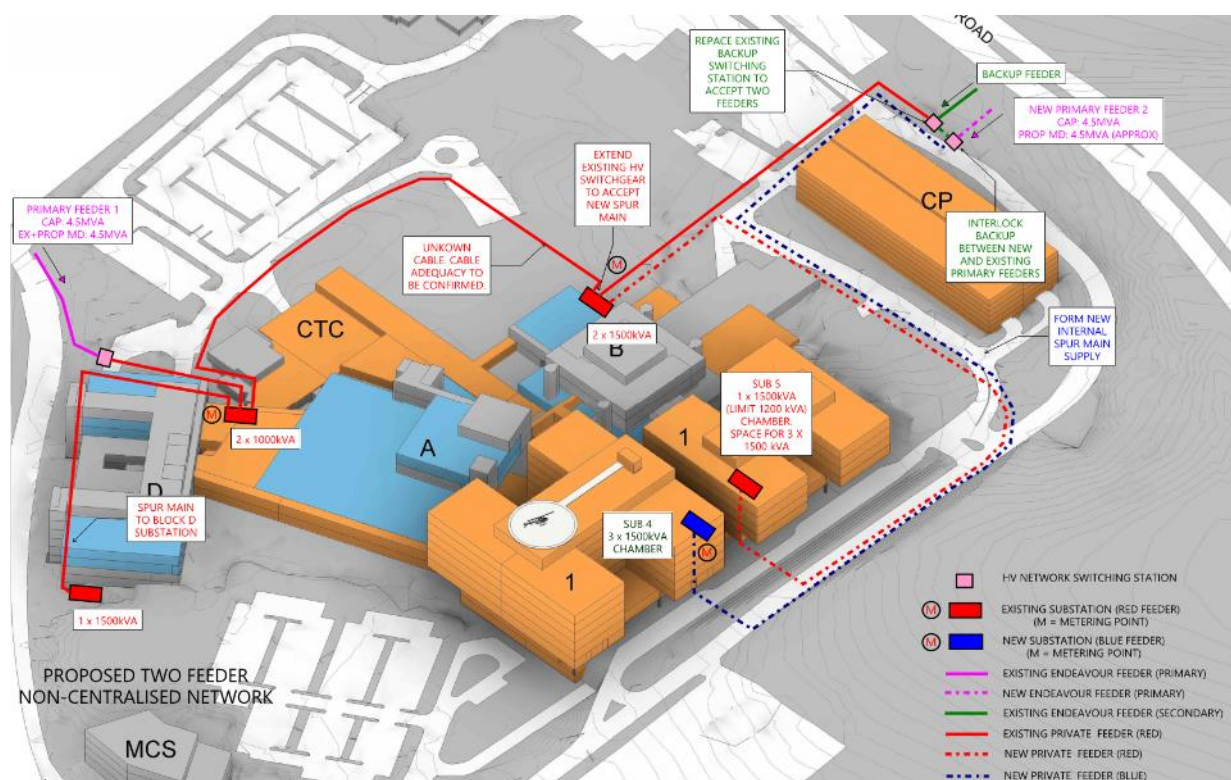 ROAD
REPACE EXISTING
BACKUP
SWITCHING
STATION TO
ACCEPT TWO
FEEDERS
BACKUP FEEDER
NEW PRIMARY FEEDER 2
CAP: 4.5MVA
PROP MD: 4.5MVA (APPROX)
EXTEND
EXISTING HV
SWITCHGEAR
TO ACCEPT
NEW SPUR
MAIN
PRIMARY FEEDER 1
CAP: 4.5MVA
EX+PROP MD: 4.5MVA
CP
UNKOWN
CABLE. CABLE
ADEQUACY TO
BE CONFIRMED.
M
INTERLOCK
BACKUP
BETWEEN NEW
AND EXISTING
PRIMARY FEEDERS
CTC
2 x 1500kVA
B
FORM NEW
INTERNAL
SPUR MAIN
SUPPLY
SUB 5
1 x 1500kVA
(LIMIT 1200 kVA)
CHAMBER.
SPACE FOR 3 X
1500 kVA
M
2 x 1000kVA
A
1
D
SPUR MAIN
TO BLOCK D
SUBSTATION
SUB 4
3 x 1500kVA
CHAMBER
M
1
1 x 1500kVA
PROPOSED TWO FEEDER
NON-CENTRALISED NETWORK
MCS
HV NETWORK SWITCHING STATION
M
EXISTING SUBSTATION (RED FEEDER)
(M = METERING POINT)
M
NEW SUBSTATION (BLUE FEEDER)
(M = METERING POINT)
EXISTING ENDEAVOUR FEEDER (PRIMARY)
NEW ENDEAVOUR FEEDER (PRIMARY)
EXISTING ENDEAVOUR FEEDER (SECONDARY)
EXISTING PRIVATE FEEDER (RED)
NEW PRIVATE FEEDER (RED)
NEW PRIVATE FEEDER (BLUE)